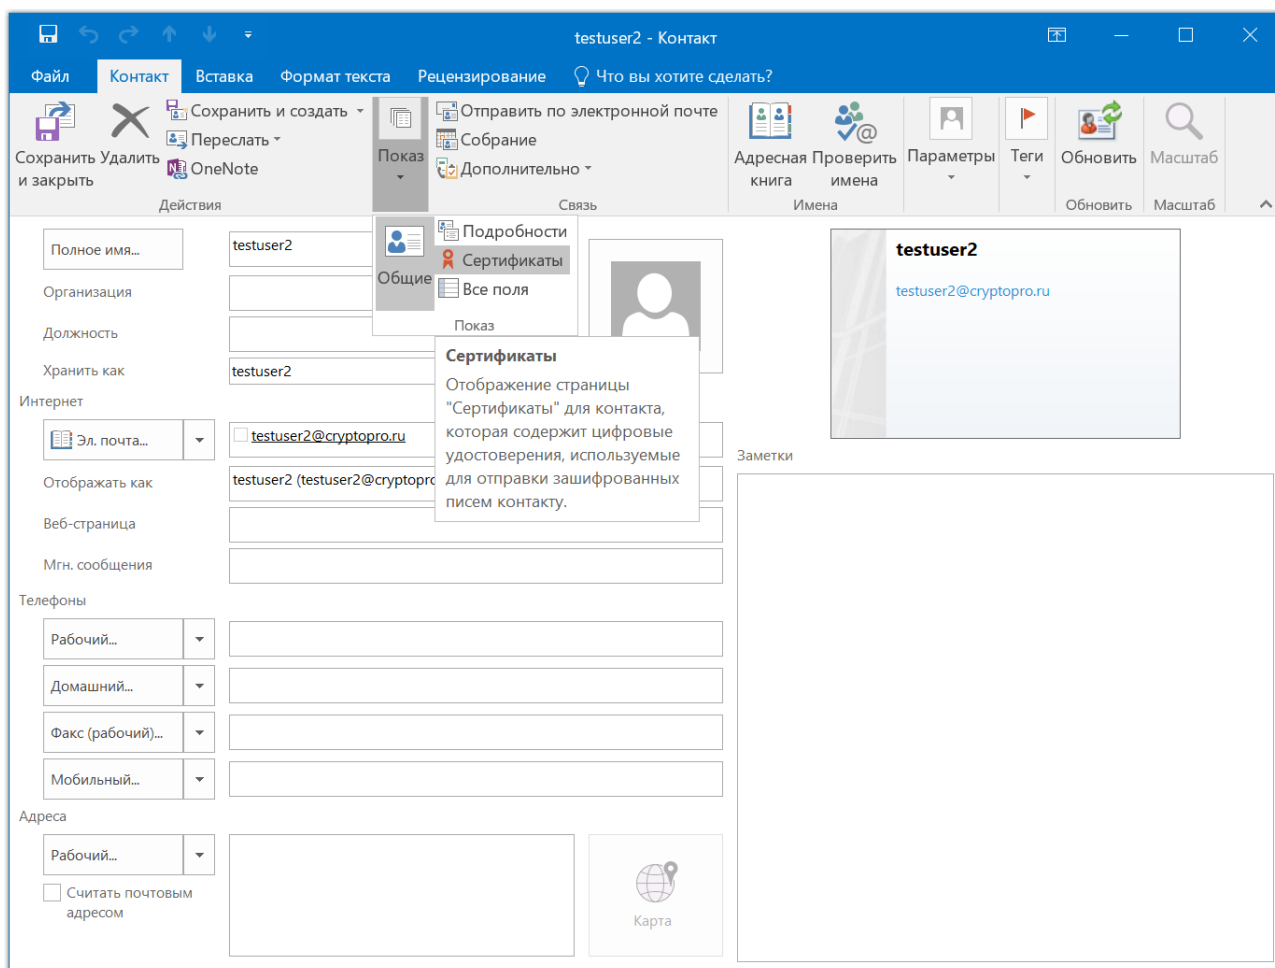 testuser2 - Контакт
Файл Контакт Вставка Формат текста Рецензирование Что вы хотите сделать?
Сохранить и закрыть
Удалить
Сохранить и создать
Переслать
OneNote
Действия
Показ
Отправить по электронной почте
Собрание
Дополнительно
Связь
Адресная книга
Проверить имена
Имена
Параметры
Теги
Обновить
Обновить
Масштаб
Масштаб
Общие
Подробности
Сертификаты
Все поля
Показ
Сертификаты
Отображение страницы
"Сертификаты" для контакта,
которая содержит цифровые
удостоверения, используемые
для отправки зашифрованных
писем контакту.
Полное имя... testuser2
Организация
Должность
Хранить как testuser2
Интернет
Эл. почта... testuser2@cryptopro.ru
Отображать как testuser2 (testuser2@cryptopro
Веб-страница
Мгн. сообщения
Телефоны
Рабочий...
Домашний...
Факс (рабочий)...
Мобильный...
Адреса
Рабочий...
Считать почтовым
адресом
Карта
testuser2
testuser2@cryptopro.ru
Заметки